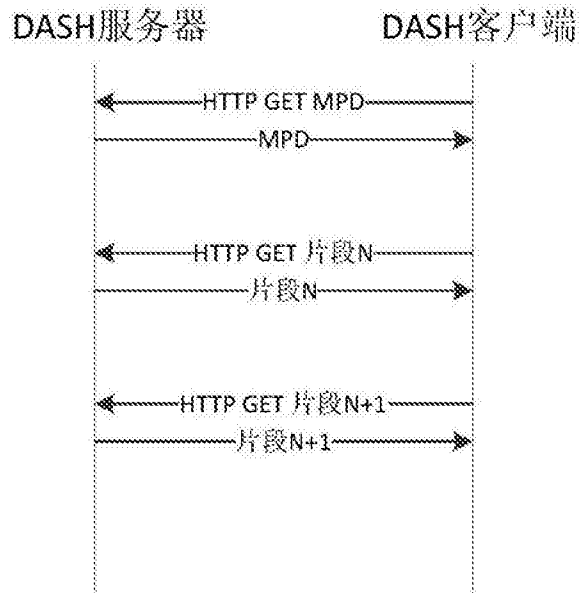 DASH服务器
DASH客户端
HTTP GET MPD
MPD
HTTP GET 片段N
片段N
HTTP GET 片段N+1
片段N+1